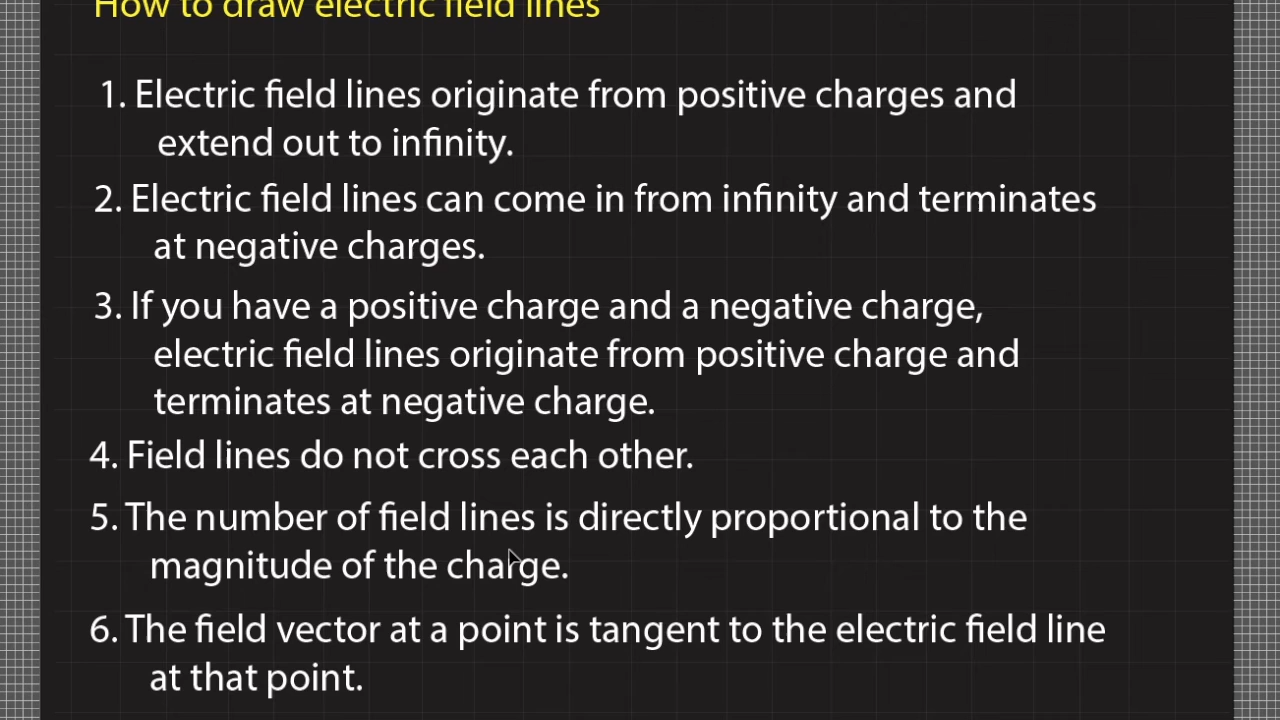 How to draw electric field lines
1. Electric field lines originate from positive charges and
extend out to infinity.
2. Electric field lines can come in from infinity and terminates
at negative charges.
3. If you have a positive charge and a negative charge,
electric field lines originate from positive charge and
terminates at negative charge.
4. Field lines do not cross each other.
5. The number of field lines is directly proportional to the
magnitude of the charge.
6. The field vector at a point is tangent to the electric field line
at that point.